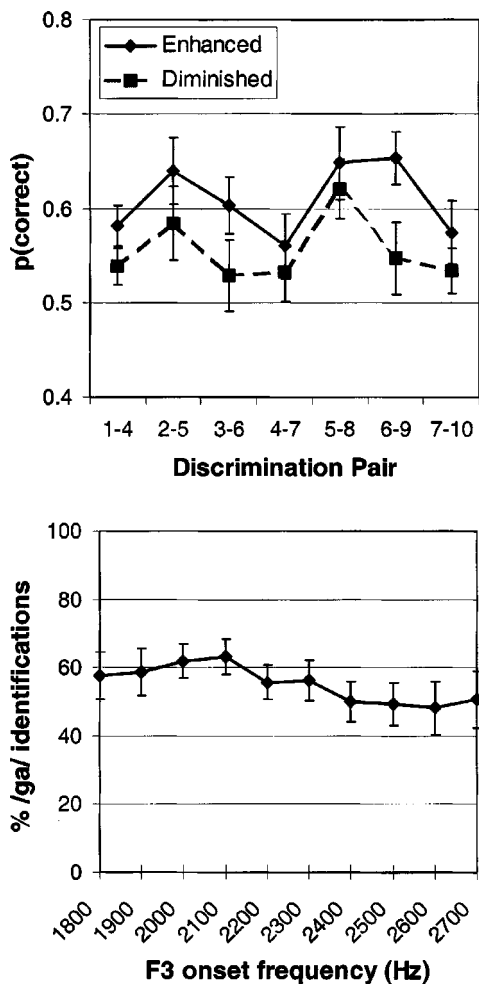 0.8
Enhanced
Diminished
0.7
0.6
0.5
0.4
p(correct)
1-4 2-5 3-6 4-7 5-8 6-9 7-10
Discrimination Pair
100
80
60
40
20
0
% /ga/ identifications
1800 1900 2000 2100 2200 2300 2400 2500 2600 2700
F3 onset frequency (Hz)